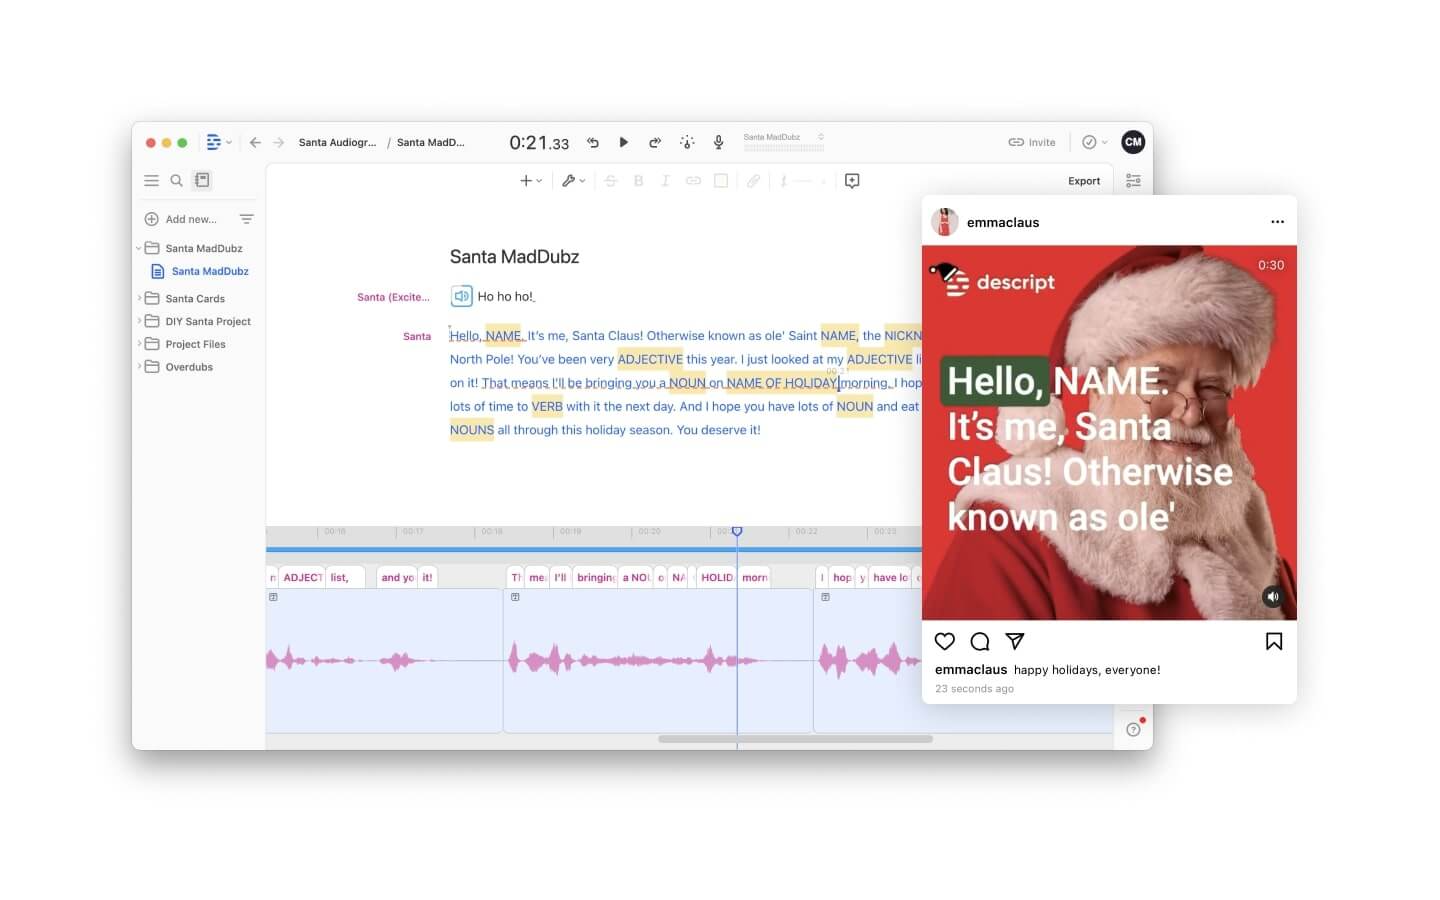 Santa Audiogr... / Santa MadD...
0:21.33
Santa MadDubz
Invite
CM
Export
Add new...
Santa MadDubz
Santa MadDubz
Santa Cards
DIY Santa Project
Project Files
Overdubs
Santa MadDubz
Santa (Excite...
Ho ho ho!
Santa
Hello, NAME. It's me, Santa Claus! Otherwise known as ole' Saint NAME, the NICKN
North Pole! You've been very ADJECTIVE this year. I just looked at my ADJECTIVE li
on it! That means I'll be bringing you a NOUN on NAME OF HOLIDAY morning. I hop
lots of time to VERB with it the next day. And I hope you have lots of NOUN and eat
NOUNS all through this holiday season. You deserve it!
00:16 00:17 00:18 00:19 00:20 00:22 00:23
n ADJECT list, and yo it! Th me I'll bringing a NOU o NA HOLID morn I hop y have lo
emmaclaus
descript
0:30
Hello, NAME.
It's me, Santa
Claus! Otherwise
known as ole'
emmaclaus happy holidays, everyone!
23 seconds ago